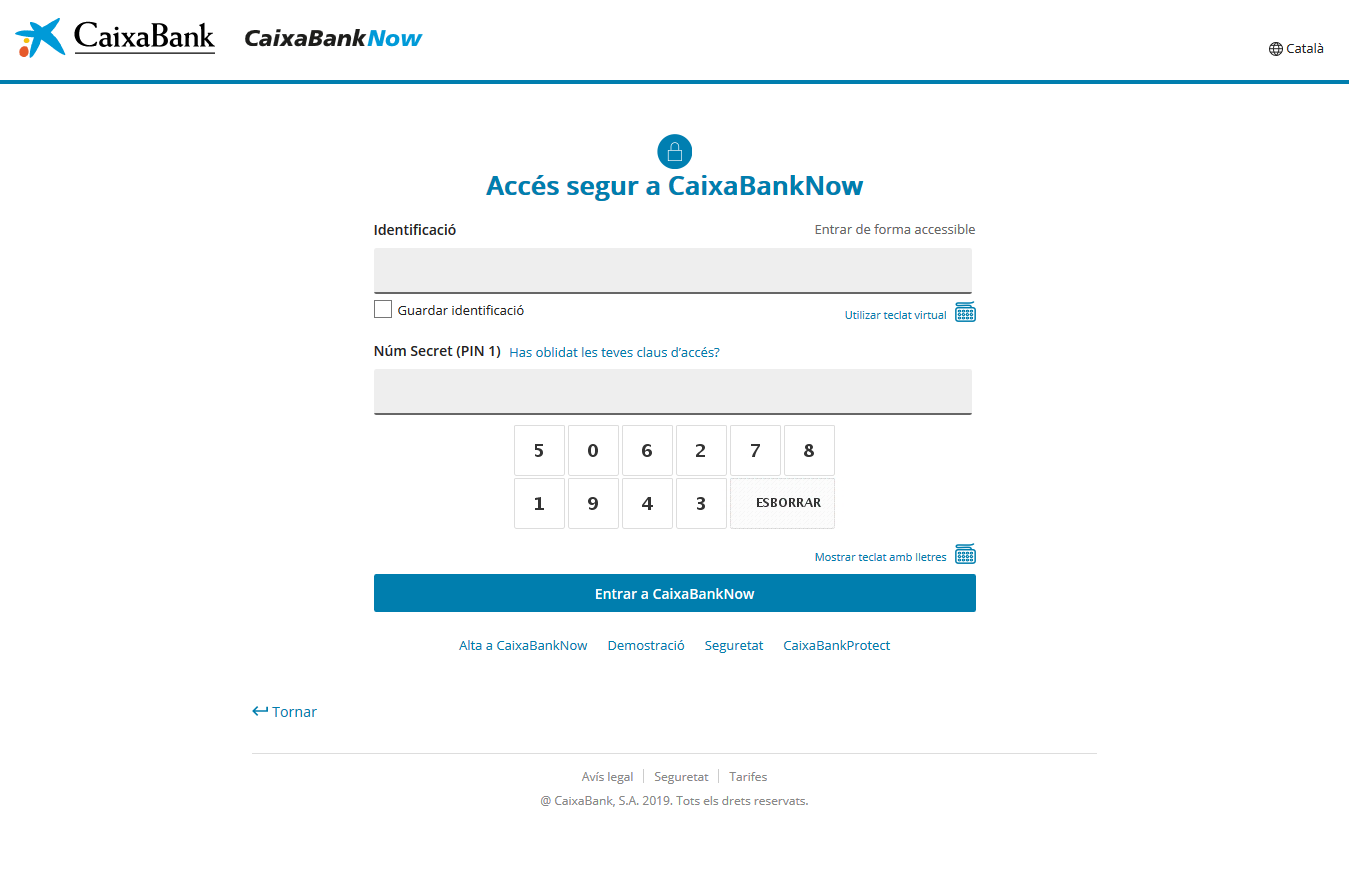 CaixaBank CaixaBankNow
Català
Accés segur a CaixaBankNow
Identificació Entrar de forma accessible
Guardar identificació Utilizar teclat virtual
Núm Secret (PIN 1) Has oblidat les teves claus d'accés?
5 0 6 2 7 8
1 9 4 3 ESBORRAR
Mostrar teclat amb lletres
Entrar a CaixaBankNow
Alta a CaixaBankNow Demostració Seguretat CaixaBankProtect
Tornar
Avís legal Seguretat Tarifes
@ CaixaBank, S.A. 2019. Tots els drets reservats.